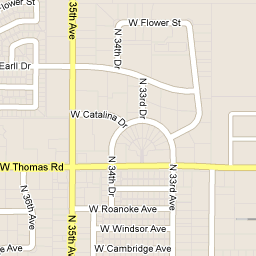 Flower St
N 35th Ave
W Flower St
N 34th Dr
Earll Dr
N 33rd Dr
W Catalina Dr
W Thomas Rd
N 36th Ave
N 34th Dr
N 33rd Ave
N 35th Ave
W Roanoke Ave
W Windsor Ave
W Cambridge Ave
e Ave